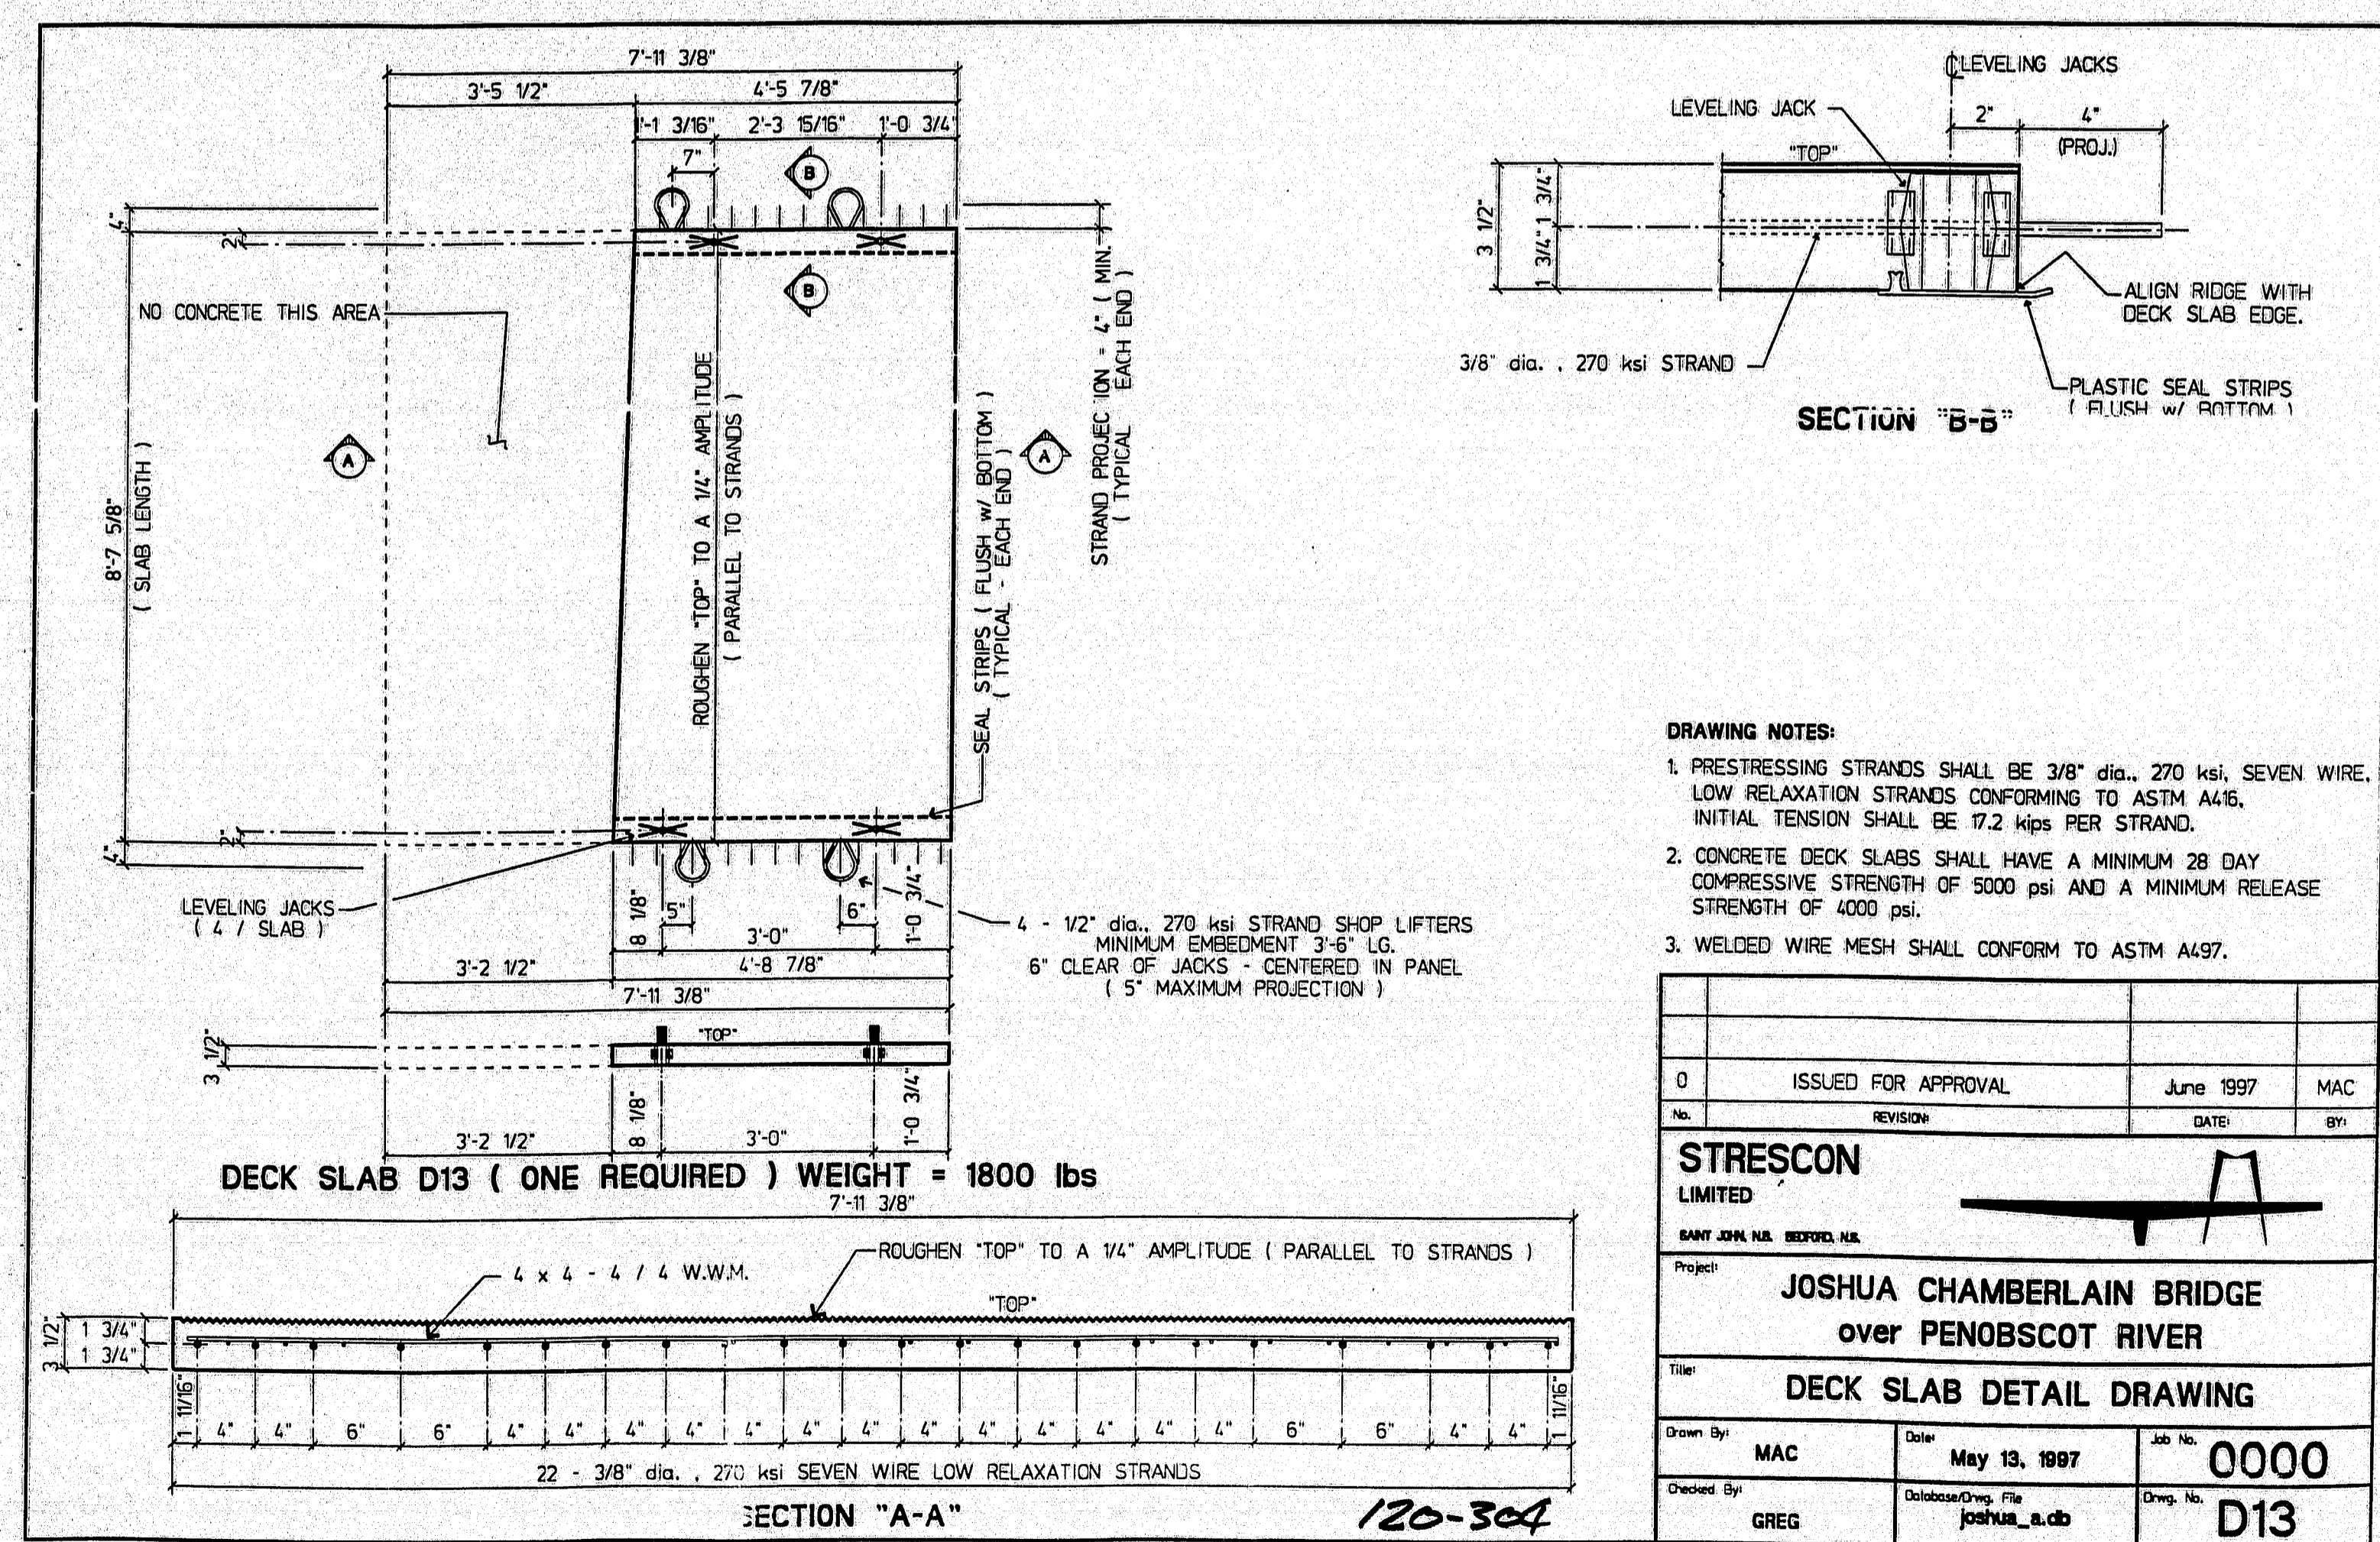 7'-11 3/8"
3'-5 1/2"
4'-5 7/8"
1'-1 3/16"
2'-3 15/16"
1'-0 3/4"
7"
B
4"
2"
NO CONCRETE THIS AREA
B
A
A
8'-7 5/8"
( SLAB LENGTH )
ROUGHEN "TOP" TO A 1/4" AMPLITUDE
( PARALLEL TO STRANDS )
SEAL STRIPS ( FLUSH w/ BOTTOM )
( TYPICAL - EACH END )
STRAND PROJEC ION = 4" ( MIN. )
( TYPICAL EACH END )
2"
4"
LEVELING JACKS
( 4 / SLAB )
8 1/8"
5"
6"
1'-0 3/4"
3'-0"
3'-2 1/2"
4'-8 7/8"
7'-11 3/8"
4 - 1/2" dia., 270 ksi STRAND SHOP LIFTERS
MINIMUM EMBEDMENT 3'-6" LG.
6" CLEAR OF JACKS - CENTERED IN PANEL
( 5" MAXIMUM PROJECTION )
"TOP"
3 1/2"
8 1/8"
1'-0 3/4"
3'-2 1/2"
3'-0"
DECK SLAB D13 ( ONE REQUIRED ) WEIGHT = 1800 lbs
7'-11 3/8"
ROUGHEN "TOP" TO A 1/4" AMPLITUDE ( PARALLEL TO STRANDS )
4 x 4 - 4 / 4 W.W.M.
"TOP"
3 1/2"
1 3/4"
1 3/4"
1 11/16" 4" 4" 6" 6" 4" 4" 4" 4" 4" 4" 4" 4" 4" 4" 4" 4" 4" 6" 6" 4" 4" 1 11/16"
22 - 3/8" dia. , 270 ksi SEVEN WIRE LOW RELAXATION STRANDS
SECTION "A-A"
120-304
℄ LEVELING JACKS
LEVELING JACK
2"
4"
(PROJ.)
"TOP"
3 1/2"
1 3/4"
1 3/4"
ALIGN RIDGE WITH
DECK SLAB EDGE.
3/8" dia. , 270 ksi STRAND
PLASTIC SEAL STRIPS
( FLUSH w/ BOTTOM )
SECTION "B-B"
DRAWING NOTES:
1. PRESTRESSING STRANDS SHALL BE 3/8" dia., 270 ksi, SEVEN WIRE,
LOW RELAXATION STRANDS CONFORMING TO ASTM A416.
INITIAL TENSION SHALL BE 17.2 kips PER STRAND.
2. CONCRETE DECK SLABS SHALL HAVE A MINIMUM 28 DAY
COMPRESSIVE STRENGTH OF 5000 psi AND A MINIMUM RELEASE
STRENGTH OF 4000 psi.
3. WELDED WIRE MESH SHALL CONFORM TO ASTM A497.
0 ISSUED FOR APPROVAL June 1997 MAC
No. REVISION: DATE: BY:
STRESCON
LIMITED
SAINT JOHN, N.B. BEDFORD, N.S.
Project:
JOSHUA CHAMBERLAIN BRIDGE
over PENOBSCOT RIVER
Title:
DECK SLAB DETAIL DRAWING
Drawn By: MAC
Date: May 13, 1997
Job No. 0000
Checked By: GREG
Database/Drwg. File joshua_a.db
Drwg. No. D13